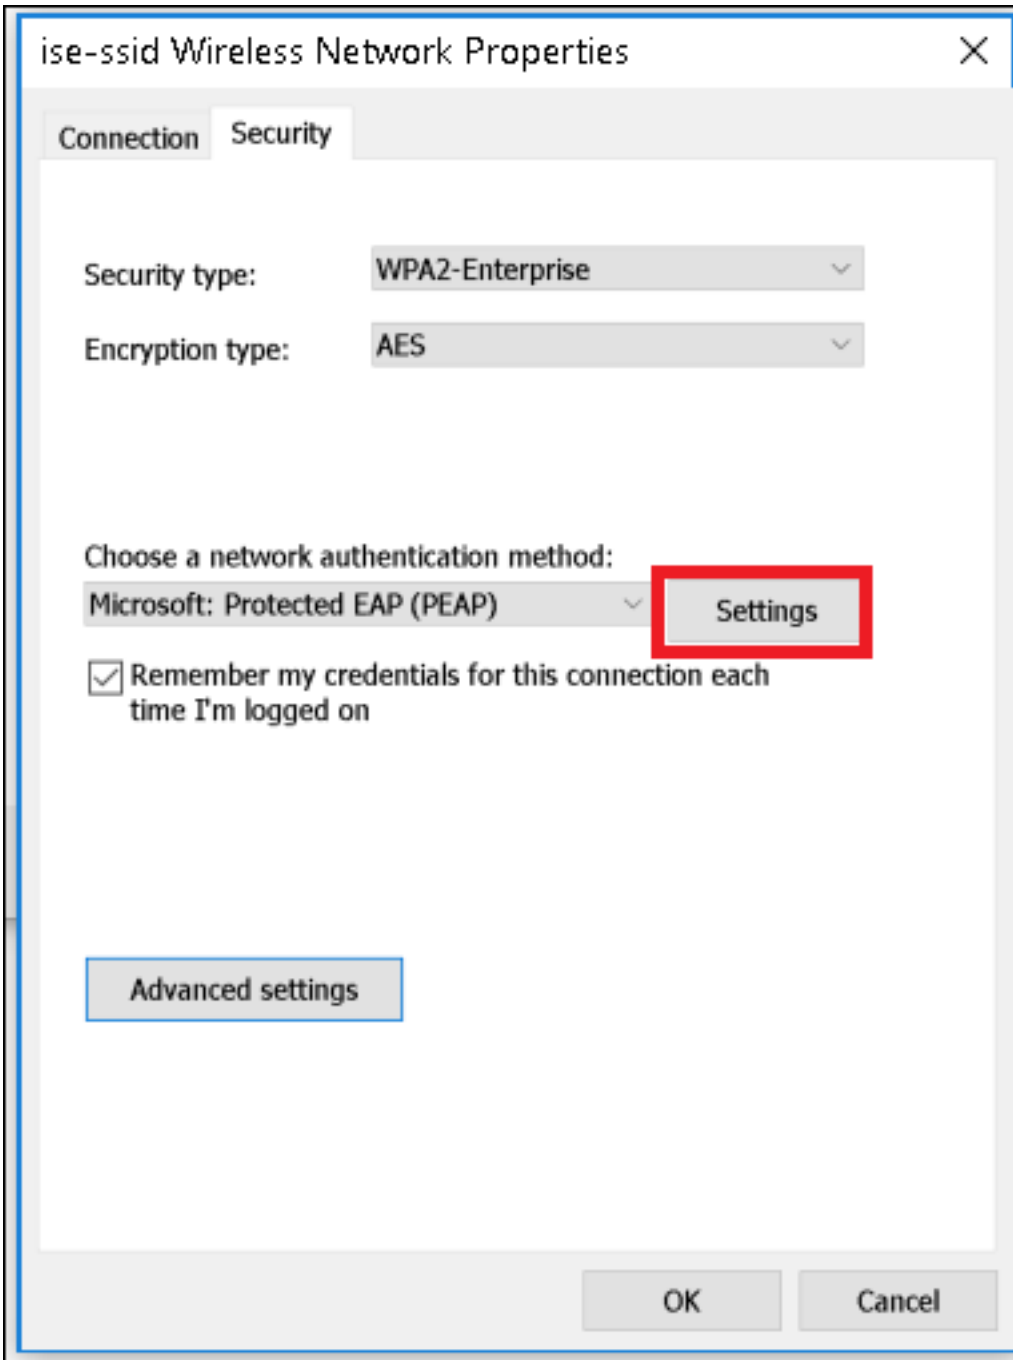 ise-ssid Wireless Network Properties
Connection
Security
Security type:
WPA2-Enterprise
Encryption type:
AES
Choose a network authentication method:
Microsoft: Protected EAP (PEAP)
Settings
Remember my credentials for this connection each
time I'm logged on
Advanced settings
OK
Cancel